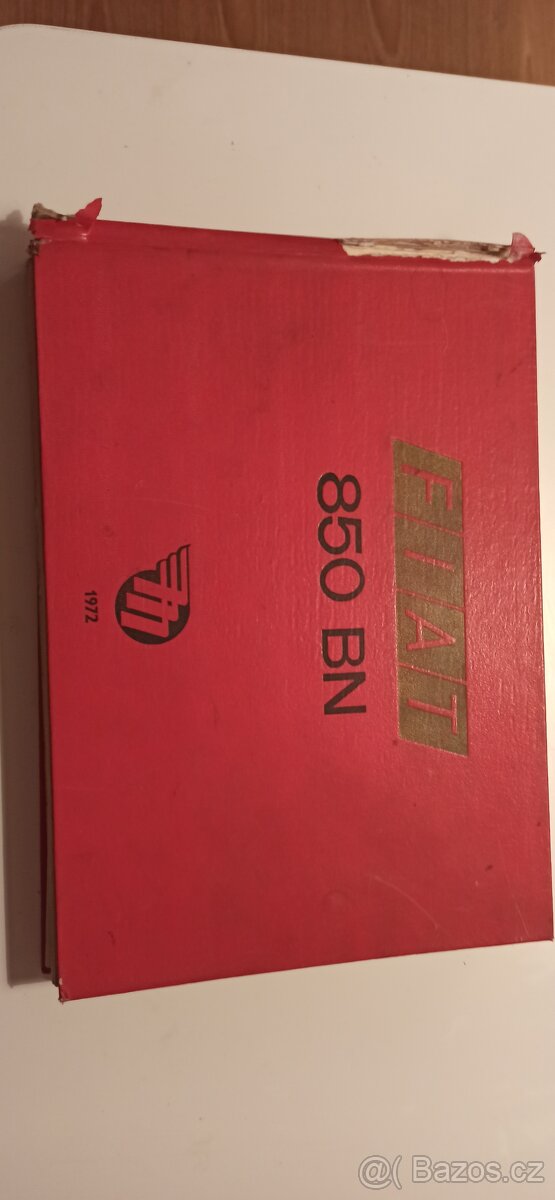 FIAT
850 BN
1972
@( Bazos.cz